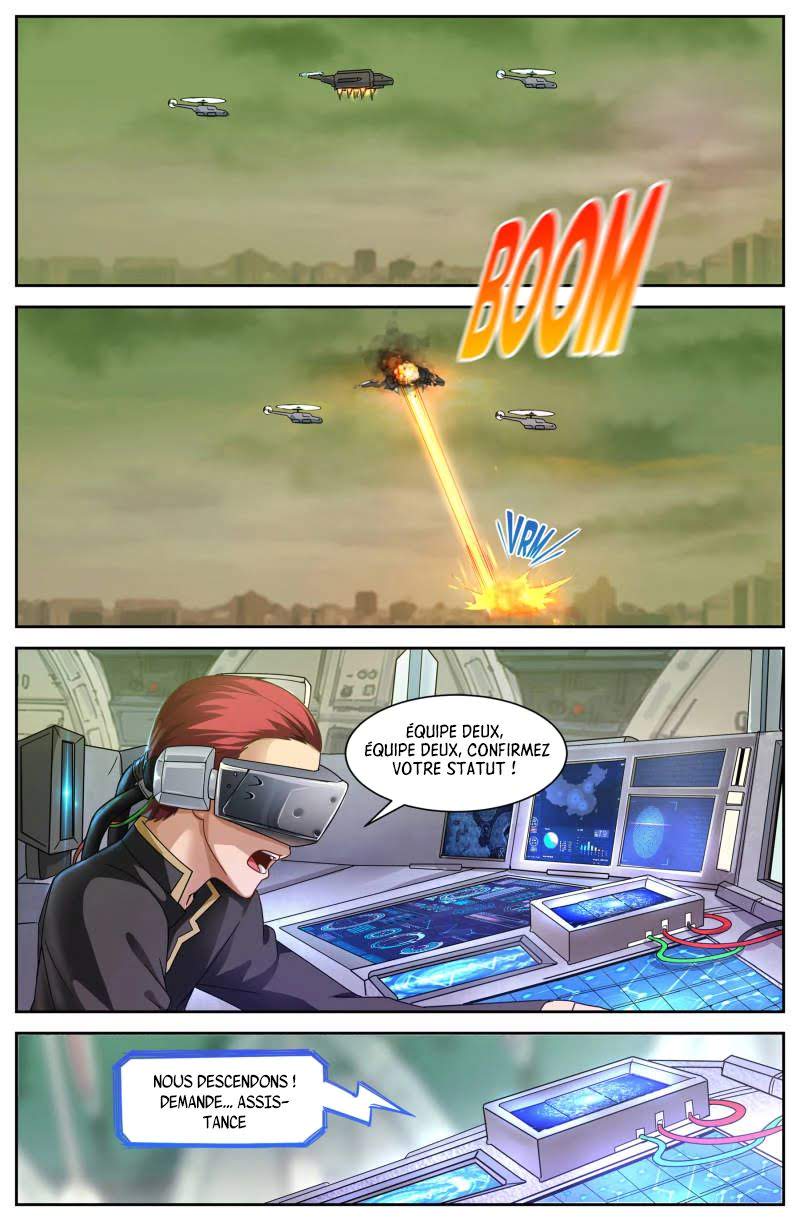 BOOM
VRM
ÉQUIPE DEUX,
ÉQUIPE DEUX, CONFIRMEZ
VOTRE STATUT !
NOUS DESCENDONS !
DEMANDE... ASSIS-
TANCE